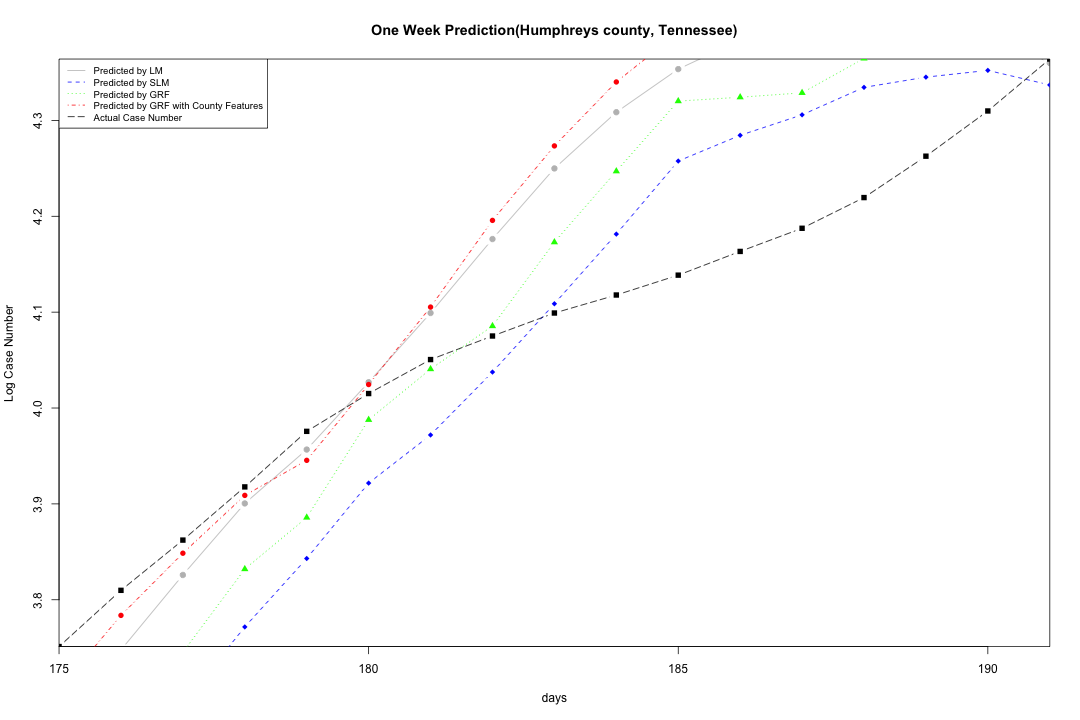 One Week Prediction(Humphreys county, Tennessee)
Predicted by LM
Predicted by SLM
Predicted by GRF
Predicted by GRF with County Features
Actual Case Number
4.3
4.2
4.1
4.0
3.9
3.8
Log Case Number
175 180 185 190
days